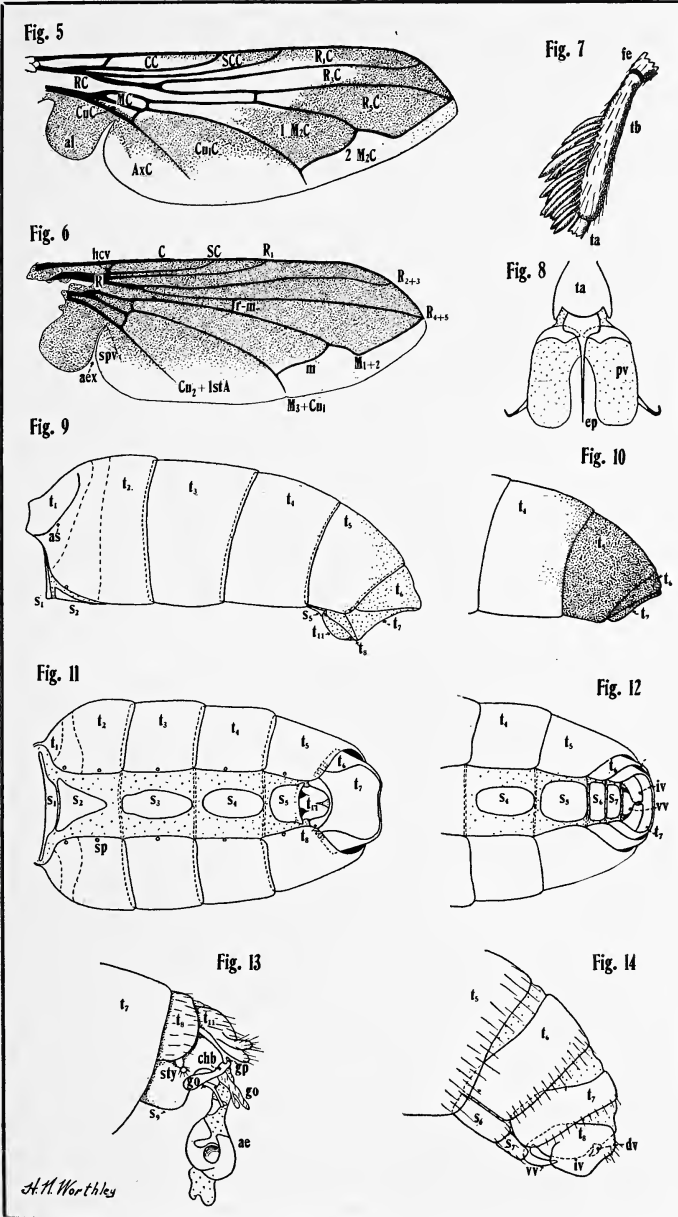 Fig. 5
CC SCC R₁C
R₃C
RC
MC
R₅C
CuC
al
1 M₂C
Cu₁C
2 M₂C
AxC
Fig. 6
hcv C SC R₁
R
R₂₊₃
r-m
R₄₊₅
spv
aex
m
M₁₊₂
Cu₂ + 1stA
M₃+Cu₁
Fig. 7
fe
tb
ta
Fig. 8
ta
pv
ep
Fig. 9
t₁ t₂ t₃ t₄ t₅
as
t₆
S₁ S₂
S₅
t₁₁
t₇
t₈
Fig. 10
t₄
t₅
t₆
t₇
Fig. 11
t₁ t₂ t₃ t₄ t₅
t₆
t₇
S₁ S₂ S₃ S₄ S₅
t₁₁
t₈
sp
Fig. 12
t₄ t₅
t₆
iv
S₄ S₅ S₆ S₇
vv
t₇
Fig. 13
t₇
t₉
t₁₁
chb
gp
sty
go
go
S₉
ae
Fig. 14
t₅
t₆
t₇
S₆
t₈
S₇
dv
vv
iv
H. N. Worthley